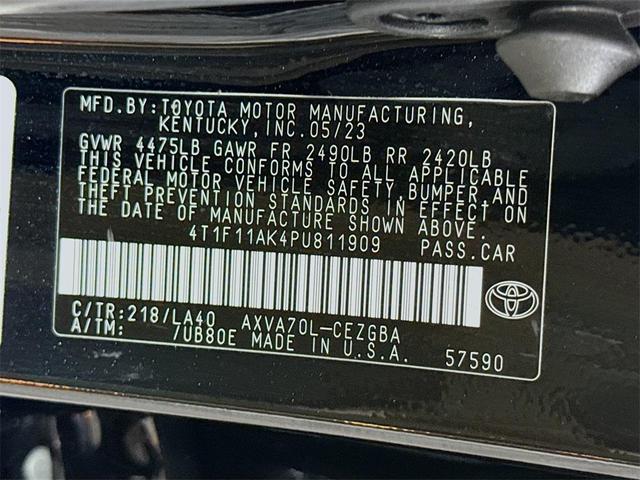 MFD.BY:TOYOTA MOTOR MANUFACTURING,
KENTUCKY,INC.05/23
GVWR 4475LB GAWR FR 2490LB RR 2420LB
THIS VEHICLE CONFORMS TO ALL APPLICABLE
FEDERAL MOTOR VEHICLE SAFETY,BUMPER,AND
THEFT PREVENTION STANDARDS IN EFFECT ON
THE DATE OF MANUFACTURE SHOWN ABOVE.
4T1F11AK4PU811909 PASS.CAR
C/TR:218/LA40 AXVA70L-CEZGBA
A/TM: 7UB80E MADE IN U.S.A. 57590